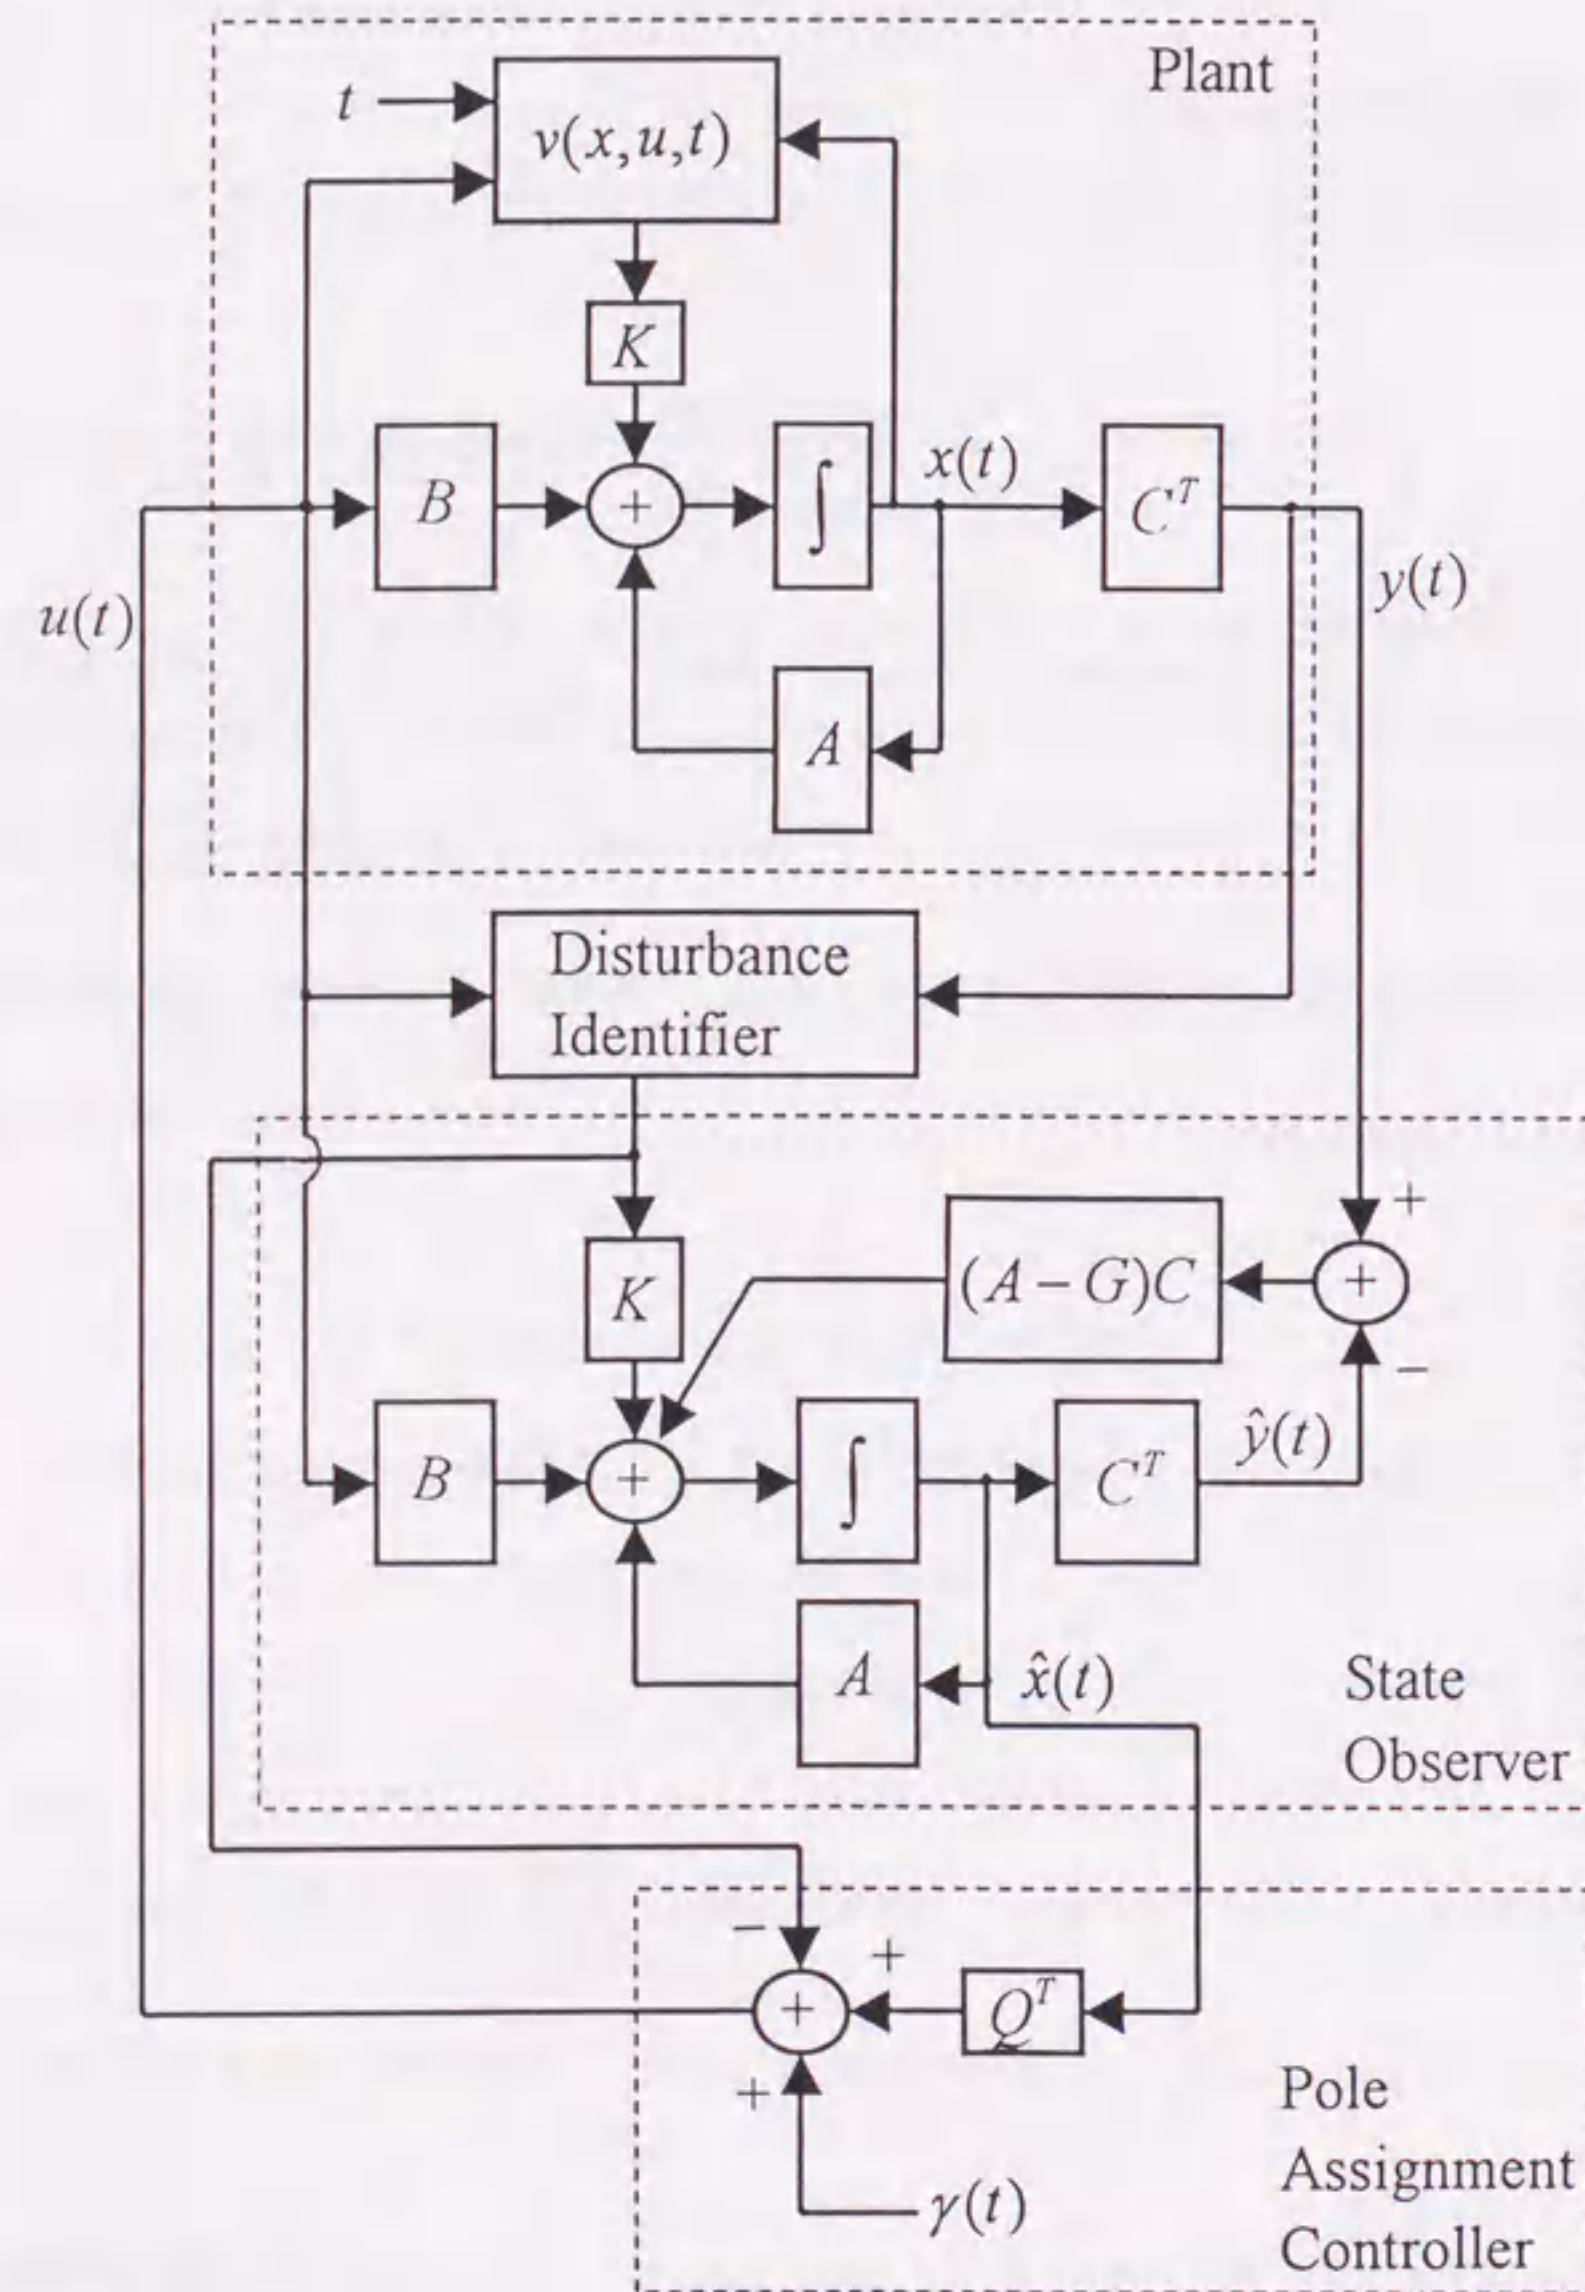 Plant
t
v(x,u,t)
K
B
+
∫
x(t)
C^T
y(t)
u(t)
A
Disturbance
Identifier
+
K
(A − G)C
+
−
B
+
∫
C^T
ŷ(t)
A
x̂(t)
State
Observer
−
+
+
Q^T
+
γ(t)
Pole
Assignment
Controller